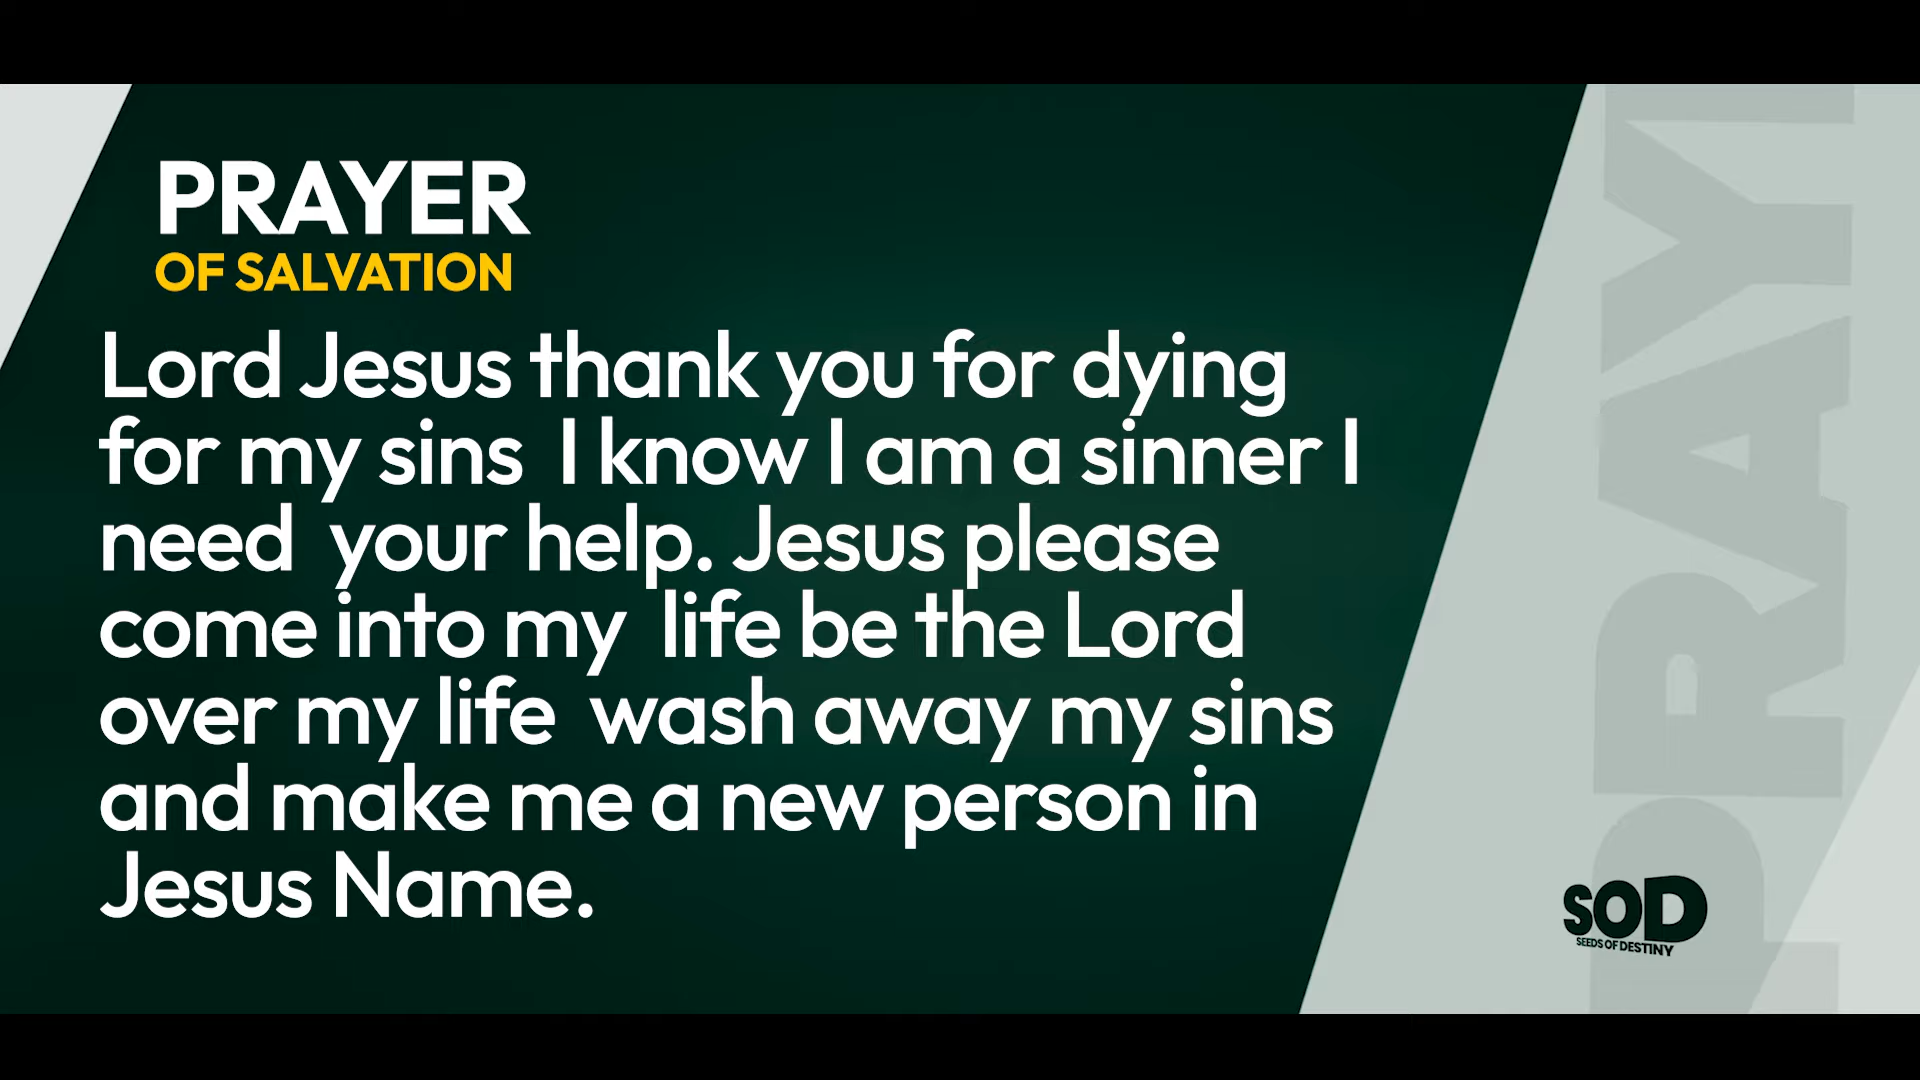 PRAYER
OF SALVATION
Lord Jesus thank you for dying
for my sins  I know I am a sinner I
need  your help. Jesus please
come into my  life be the Lord
over my life  wash away my sins
and make me a new person in
Jesus Name.
PRAY
SOD
SEEDS OF DESTINY